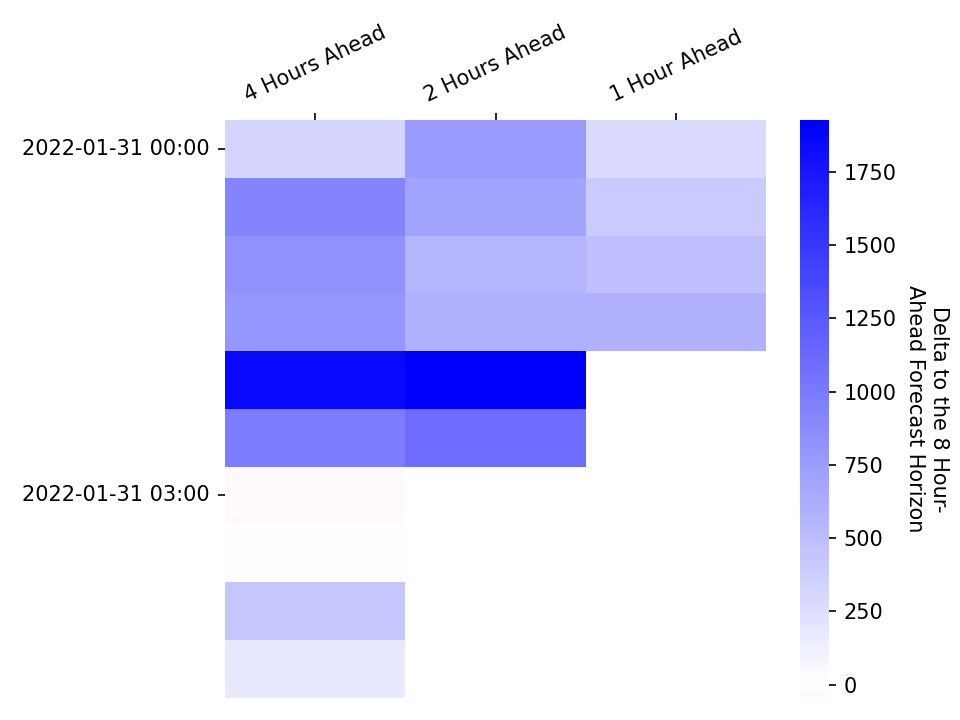 4 Hours Ahead
2 Hours Ahead
1 Hour Ahead
2022-01-31 00:00
2022-01-31 03:00
1750
1500
1250
1000
750
500
250
0
Delta to the 8 Hour-
Ahead Forecast Horizon